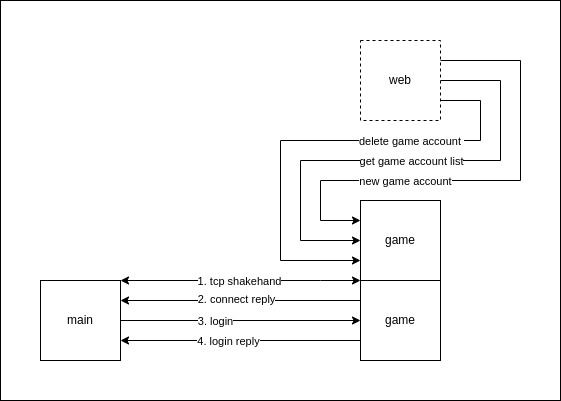 web
delete game account
get game account list
new game account
game
1. tcp shakehand
2. connect reply
main
3. login
game
4. login reply